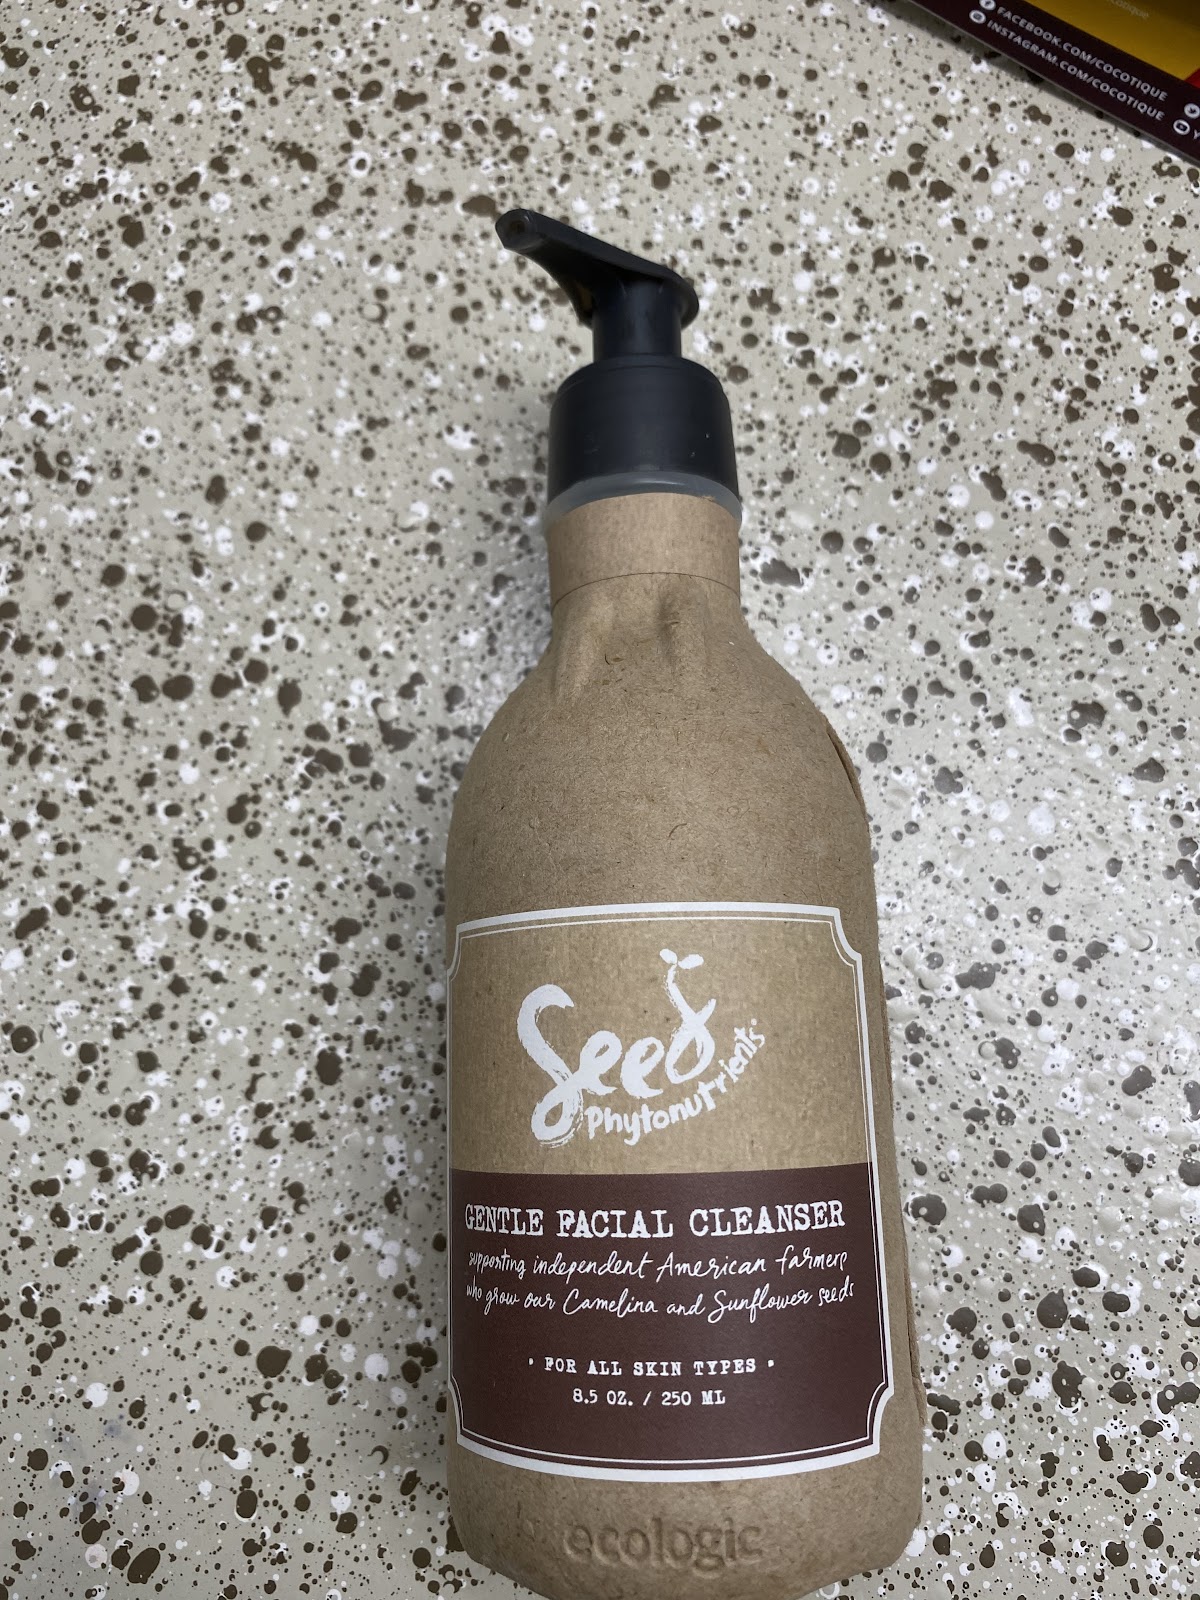 FACEBOOK.COM/COCOTIQUE
INSTAGRAM.COM/COCOTIQUE
Seed
phytonutrients
GENTLE FACIAL CLEANSER
supporting independent American farmers
who grow our Camelina and Sunflower seeds
• FOR ALL SKIN TYPES •
8.5 OZ. / 250 ML
ecologic